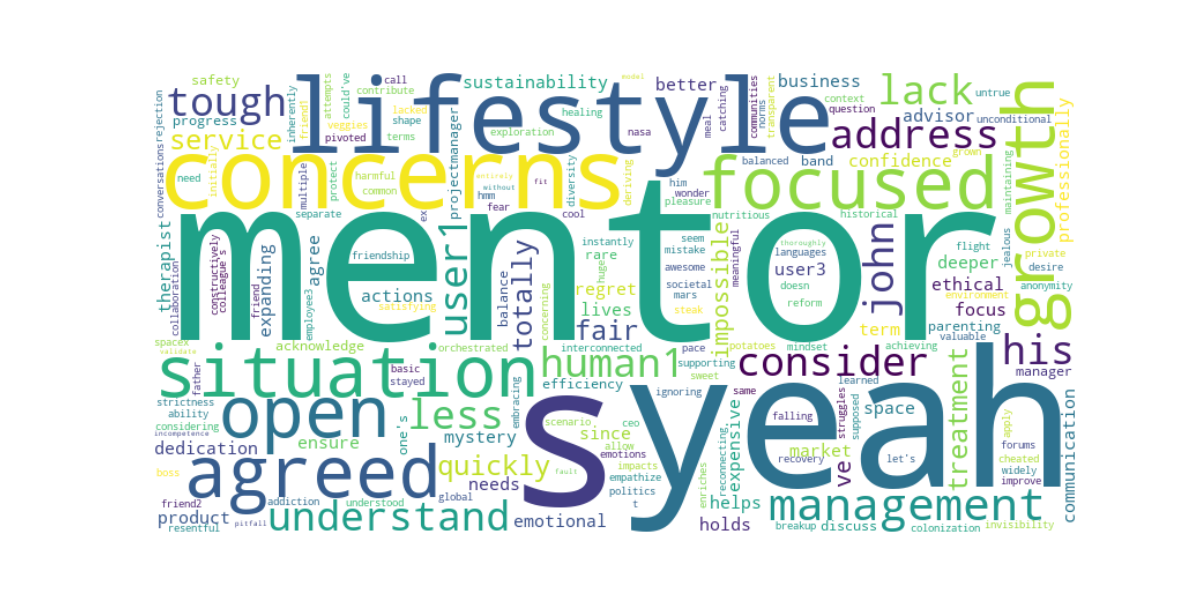 mentor
s
yeah
lifestyle
concerns
focused
growth
situation
agreed
open
management
understand
consider
address
human1
user1
john
his
tough
lack
less
quickly
fair
totally
impossible
treatment
service
ve
since
needs
mystery
emotional
ensure
dedication
product
expensive
helps
holds
market
space
discuss
communication
professionally
sustainability
better
business
advisor
confidence
band
deeper
ethical
focus
term
user3
parenting
manager
regret
lives
agree
actions
expanding
therapist
safety
progress
projectmanager
efficiency
acknowledge
balance
one's
rejection
conversations
need
initially
collaboration
constructively
colleague's
friend
employee3
separate
multiple
inherently
friend1
attempts
could've
call
contribute
lacked
shape
pivoted
veggies
terms
protect
harmful
common
friendship
satisfying
ex
fear
hmm
without
entirely
exploration
healing
diversity
deriving
fit
cool
nasa
model
meal
catching
communities
norms
transparent
context
question
untrue
unconditional
balanced
him
wonder
pleasure
nutritious
historical
grown
maintaining
jealous
private
desire
anonymity
flight
environment
valuable
achieving
reform
doesn
languages
thoroughly
meaningful
societal
seem
mistake
awesome
mars
steak
instantly
rare
huge
concerning
interconnected
orchestrated
pace
supporting
potatoes
mindset
sweet
same
ignoring
embracing
basic
stayed
father
spacex
validate
strictness
ability
considering
incompetence
boss
friend2
resentful
pitfall
addiction
understood
global
scenario
ceo
allow
emotions
impacts
empathize
politics
t
fault
enriches
reconnecting
falling
recovery
breakup
let's
struggles
supposed
learned
colonization
invisibility
apply
forums
cheated
widely
improve